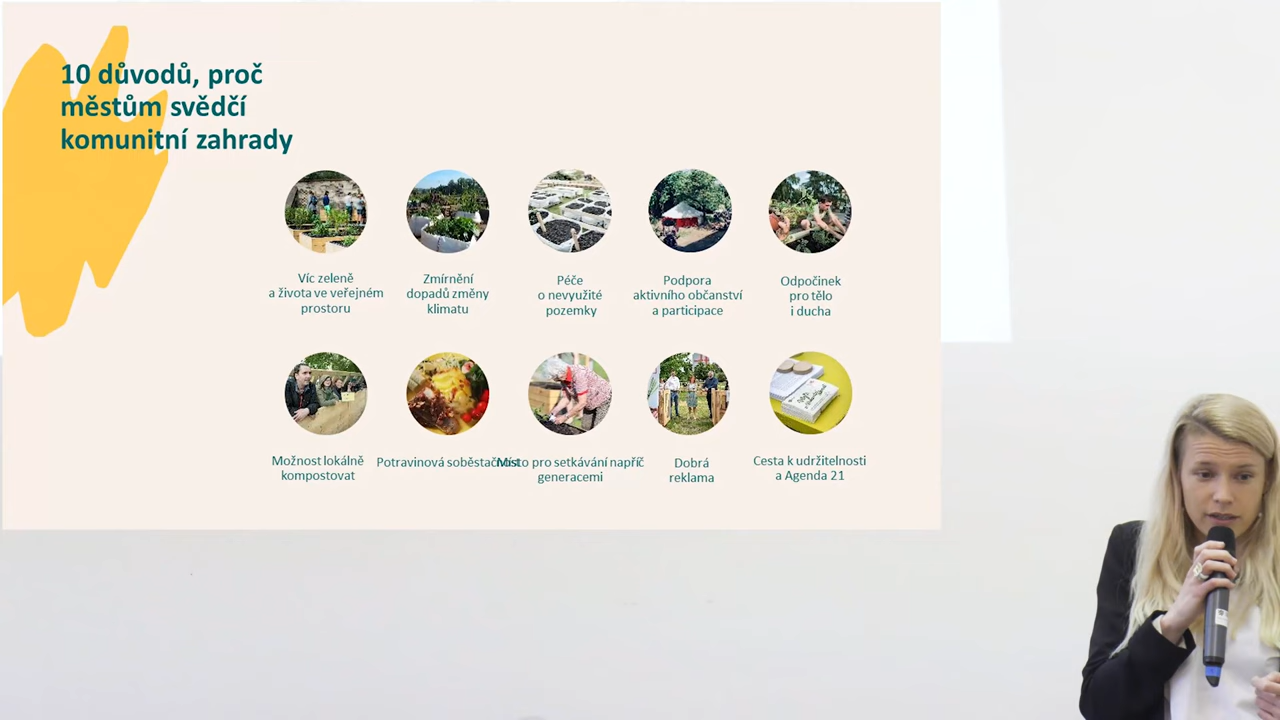 10 důvodů, proč
městům svědčí
komunitní zahrady
Víc zeleně
a života ve veřejném
prostoru
Zmírnění
dopadů změny
klimatu
Péče
o nevyužité
pozemky
Podpora
aktivního občanství
a participace
Odpočinek
pro tělo
i ducha
Možnost lokálně
kompostovat
Potravinová soběstačnost
Místo pro setkávání napříč
generacemi
Dobrá
reklama
Cesta k udržitelnosti
a Agenda 21